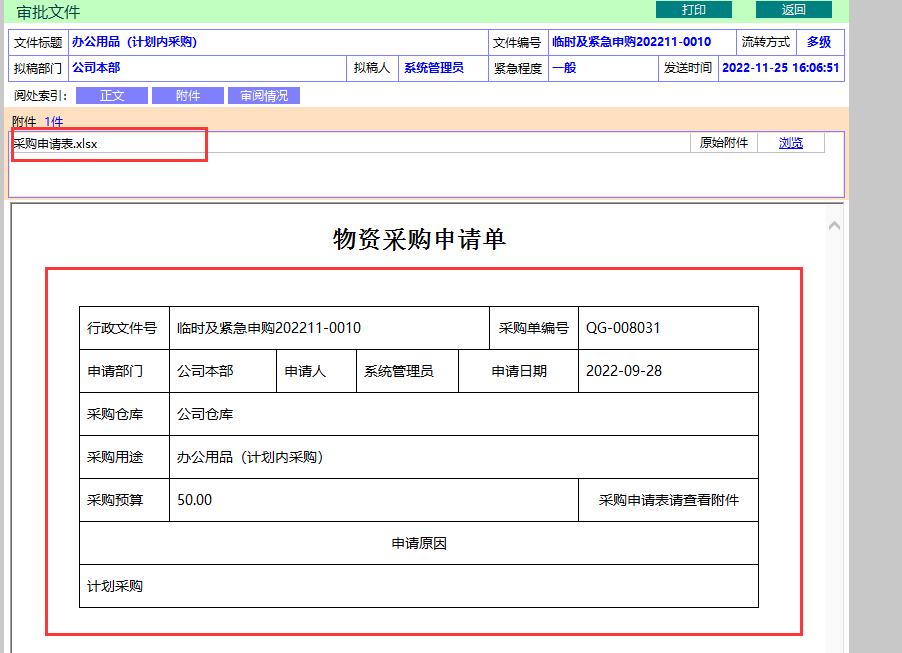 审批文件 打印 返回
文件标题 办公用品（计划内采购） 文件编号 临时及紧急申购202211-0010 流转方式 多级
拟稿部门 公司本部 拟稿人 系统管理员 紧急程度 一般 发送时间 2022-11-25 16:06:51
阅处索引： 正文 附件 审阅情况
附件 1件
采购申请表.xlsx 原始附件 浏览
物资采购申请单
行政文件号 临时及紧急申购202211-0010 采购单编号 QG-008031
申请部门 公司本部 申请人 系统管理员 申请日期 2022-09-28
采购仓库 公司仓库
采购用途 办公用品（计划内采购）
采购预算 50.00 采购申请表请查看附件
申请原因
计划采购